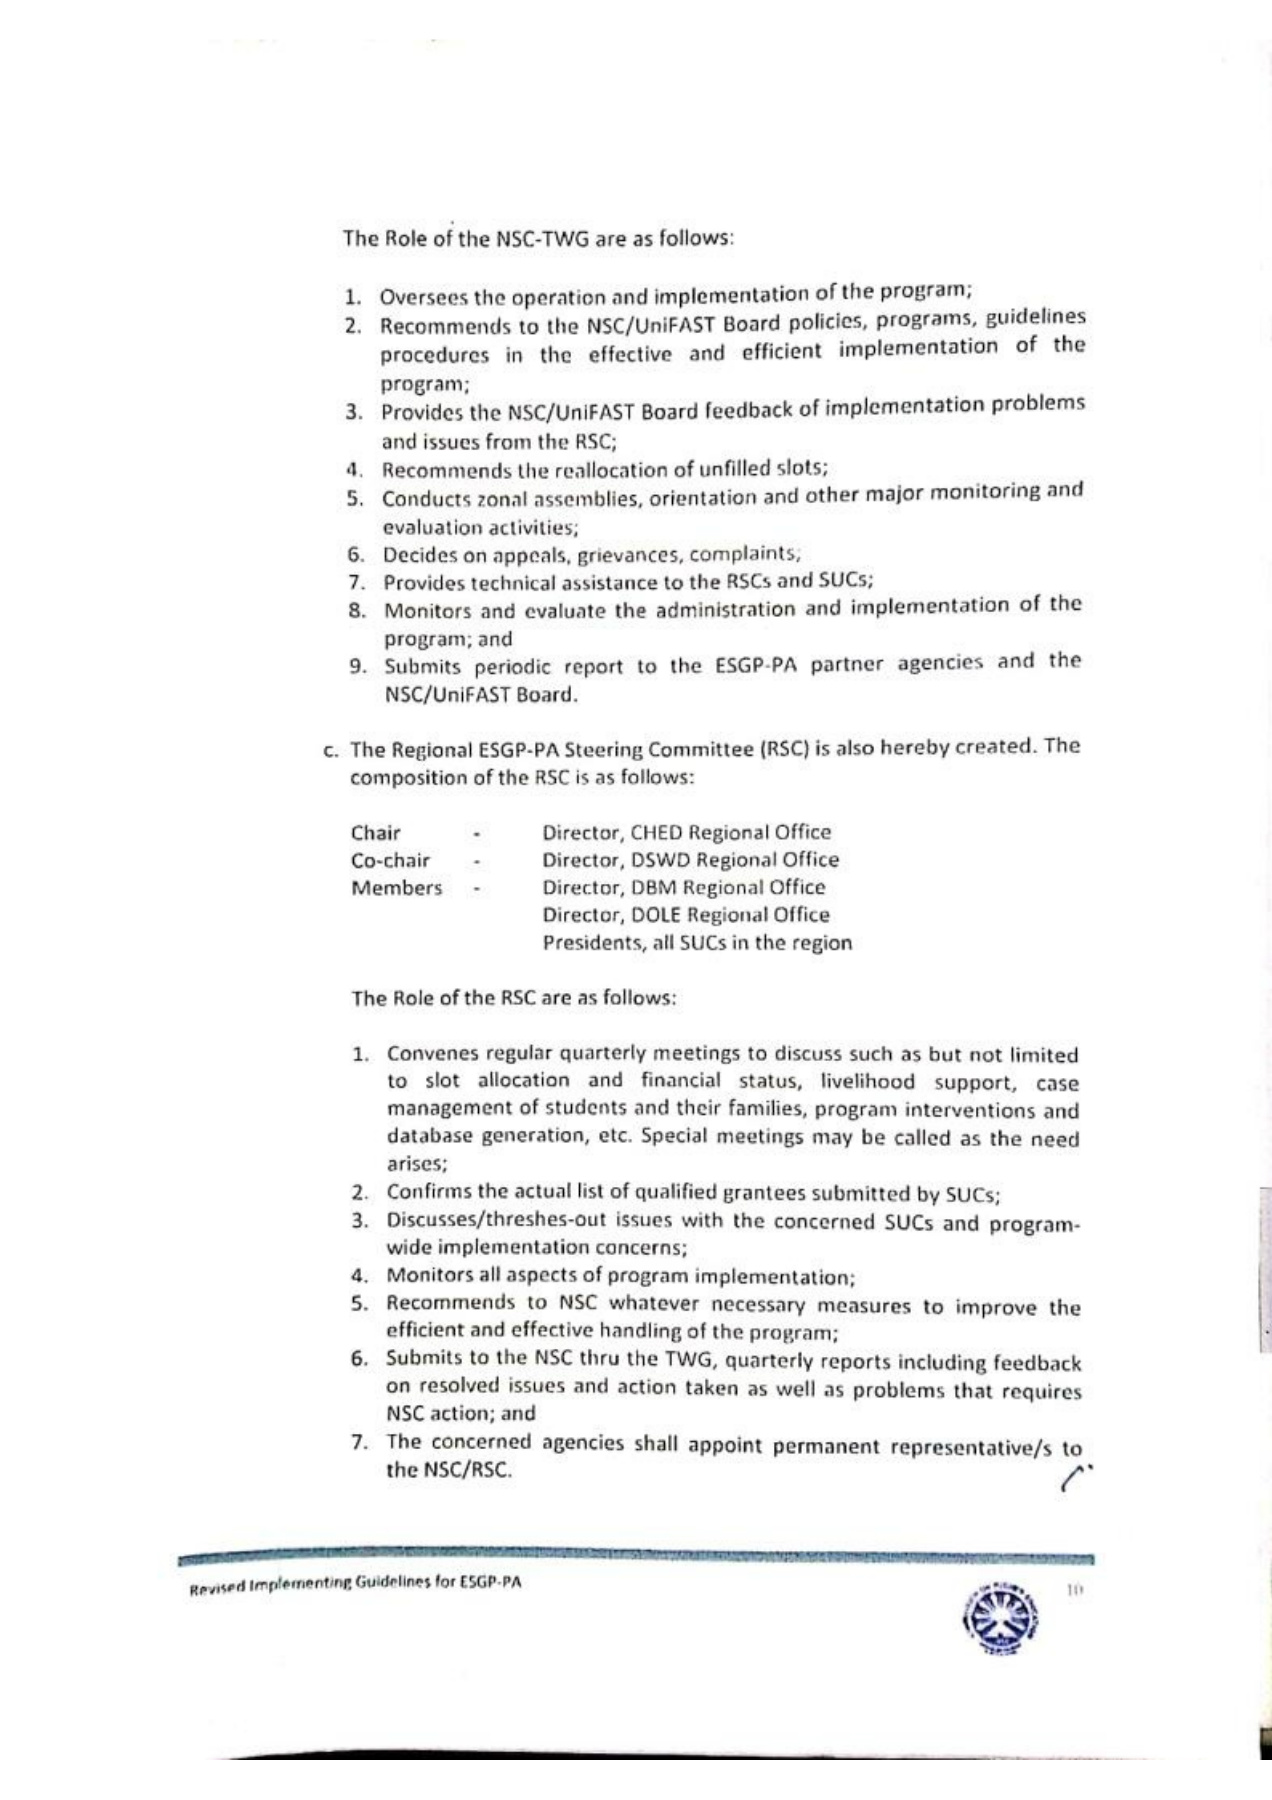 The Role of the NSC-TWG are as follows:
1. Oversees the operation and implementation of the program;
2. Recommends to the NSC/UniFAST Board policies, programs, guidelines
procedures in the effective and efficient implementation of the
program;
3. Provides the NSC/UniFAST Board feedback of implementation problems
and issues from the RSC;
4. Recommends the reallocation of unfilled slots;
5. Conducts zonal assemblies, orientation and other major monitoring and
evaluation activities;
6. Decides on appeals, grievances, complaints;
7. Provides technical assistance to the RSCs and SUCs;
8. Monitors and evaluate the administration and implementation of the
program; and
9. Submits periodic report to the ESGP-PA partner agencies and the
NSC/UniFAST Board.
c. The Regional ESGP-PA Steering Committee (RSC) is also hereby created. The
composition of the RSC is as follows:
Chair - Director, CHED Regional Office
Co-chair - Director, DSWD Regional Office
Members - Director, DBM Regional Office
Director, DOLE Regional Office
Presidents, all SUCs in the region
The Role of the RSC are as follows:
1. Convenes regular quarterly meetings to discuss such as but not limited
to slot allocation and financial status, livelihood support, case
management of students and their families, program interventions and
database generation, etc. Special meetings may be called as the need
arises;
2. Confirms the actual list of qualified grantees submitted by SUCs;
3. Discusses/threshes-out issues with the concerned SUCs and program-
wide implementation concerns;
4. Monitors all aspects of program implementation;
5. Recommends to NSC whatever necessary measures to improve the
efficient and effective handling of the program;
6. Submits to the NSC thru the TWG, quarterly reports including feedback
on resolved issues and action taken as well as problems that requires
NSC action; and
7. The concerned agencies shall appoint permanent representative/s to
the NSC/RSC.
Revised Implementing Guidelines for ESGP-PA
10